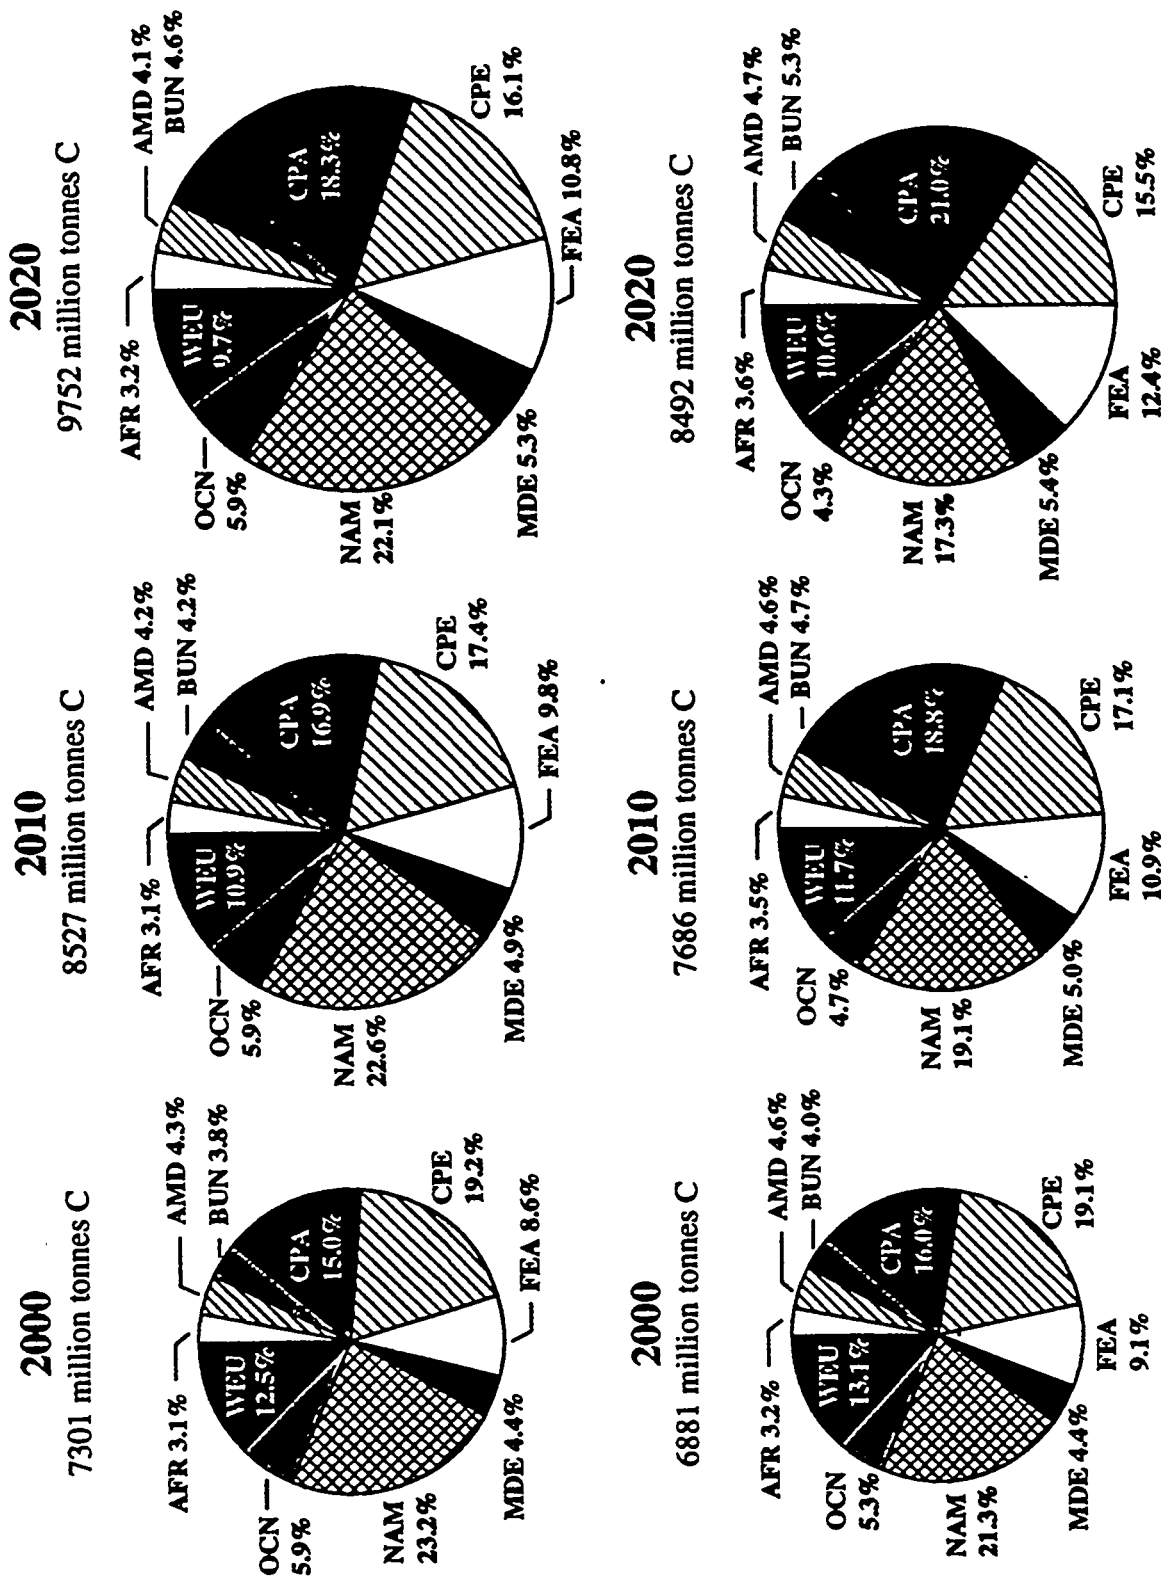 2000
7301 million tonnes C
AFR 3.1%
AMD 4.3%
BUN 3.8%
WEU
12.5%
OCN
5.9%
CPA
15.0%
NAM
23.2%
CPE
19.2%
MDE 4.4%
FEA 8.6%
2010
8527 million tonnes C
AFR 3.1%
AMD 4.2%
BUN 4.2%
WEU
10.9%
OCN
5.9%
CPA
16.9%
NAM
22.6%
CPE
17.4%
MDE 4.9%
FEA 9.8%
2020
9752 million tonnes C
AFR 3.2%
AMD 4.1%
BUN 4.6%
WEU
9.7%
OCN
5.9%
CPA
18.3%
NAM
22.1%
CPE
16.1%
MDE 5.3%
FEA 10.8%
2000
6881 million tonnes C
AFR 3.2%
AMD 4.6%
BUN 4.0%
WEU
13.1%
OCN
5.3%
CPA
16.0%
NAM
21.3%
CPE
19.1%
MDE 4.4%
FEA
9.1%
2010
7686 million tonnes C
AFR 3.5%
AMD 4.6%
BUN 4.7%
WEU
11.7%
OCN
4.7%
CPA
18.8%
NAM
19.1%
CPE
17.1%
MDE 5.0%
FEA
10.9%
2020
8492 million tonnes C
AFR 3.6%
AMD 4.7%
BUN 5.3%
WEU
10.6%
OCN
4.3%
CPA
21.0%
NAM
17.3%
CPE
15.5%
MDE 5.4%
FEA
12.4%